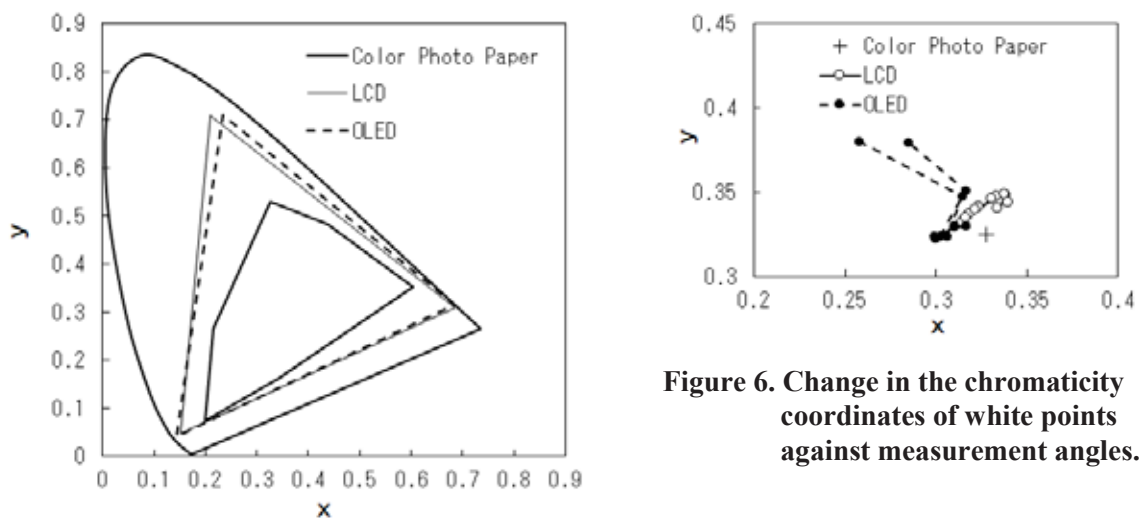 0.9
0.8
0.7
0.6
0.5
0.4
0.3
0.2
0.1
0
y
Color Photo Paper
LCD
OLED
0 0.1 0.2 0.3 0.4 0.5 0.6 0.7 0.8 0.9
x
0.45
0.4
0.35
0.3
y
Color Photo Paper
LCD
OLED
0.2 0.25 0.3 0.35 0.4
x
Figure 6. Change in the chromaticity
coordinates of white points
against measurement angles.